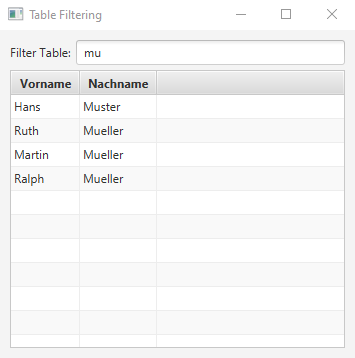 Table Filtering
Filter Table: mu
Vorname Nachname
Hans Muster
Ruth Mueller
Martin Mueller
Ralph Mueller